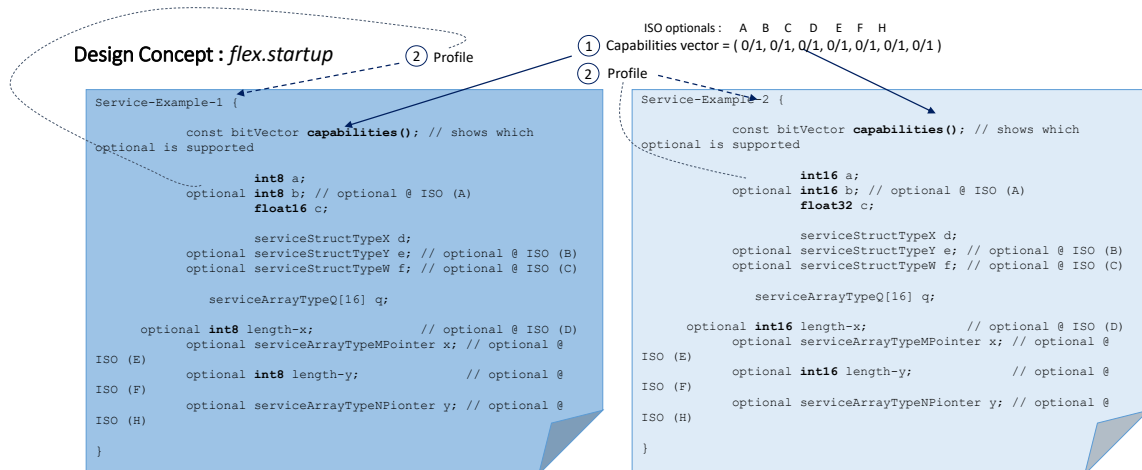 ISO optionals : A B C D E F H
Design Concept : flex.startup
1 Capabilities vector = ( 0/1, 0/1, 0/1, 0/1, 0/1, 0/1, 0/1 )
2 Profile
2 Profile
Service-Example-1 {
const bitVector capabilities(); // shows which
optional is supported
int8 a;
optional int8 b; // optional @ ISO (A)
float16 c;
serviceStructTypeX d;
optional serviceStructTypeY e; // optional @ ISO (B)
optional serviceStructTypeW f; // optional @ ISO (C)
serviceArrayTypeQ[16] q;
optional int8 length-x; // optional @ ISO (D)
optional serviceArrayTypeMPointer x; // optional @
ISO (E)
optional int8 length-y; // optional @
ISO (F)
optional serviceArrayTypeNPionter y; // optional @
ISO (H)
}
Service-Example-2 {
const bitVector capabilities(); // shows which
optional is supported
int16 a;
optional int16 b; // optional @ ISO (A)
float32 c;
serviceStructTypeX d;
optional serviceStructTypeY e; // optional @ ISO (B)
optional serviceStructTypeW f; // optional @ ISO (C)
serviceArrayTypeQ[16] q;
optional int16 length-x; // optional @ ISO (D)
optional serviceArrayTypeMPointer x; // optional @
ISO (E)
optional int16 length-y; // optional @
ISO (F)
optional serviceArrayTypeNPionter y; // optional @
ISO (H)
}